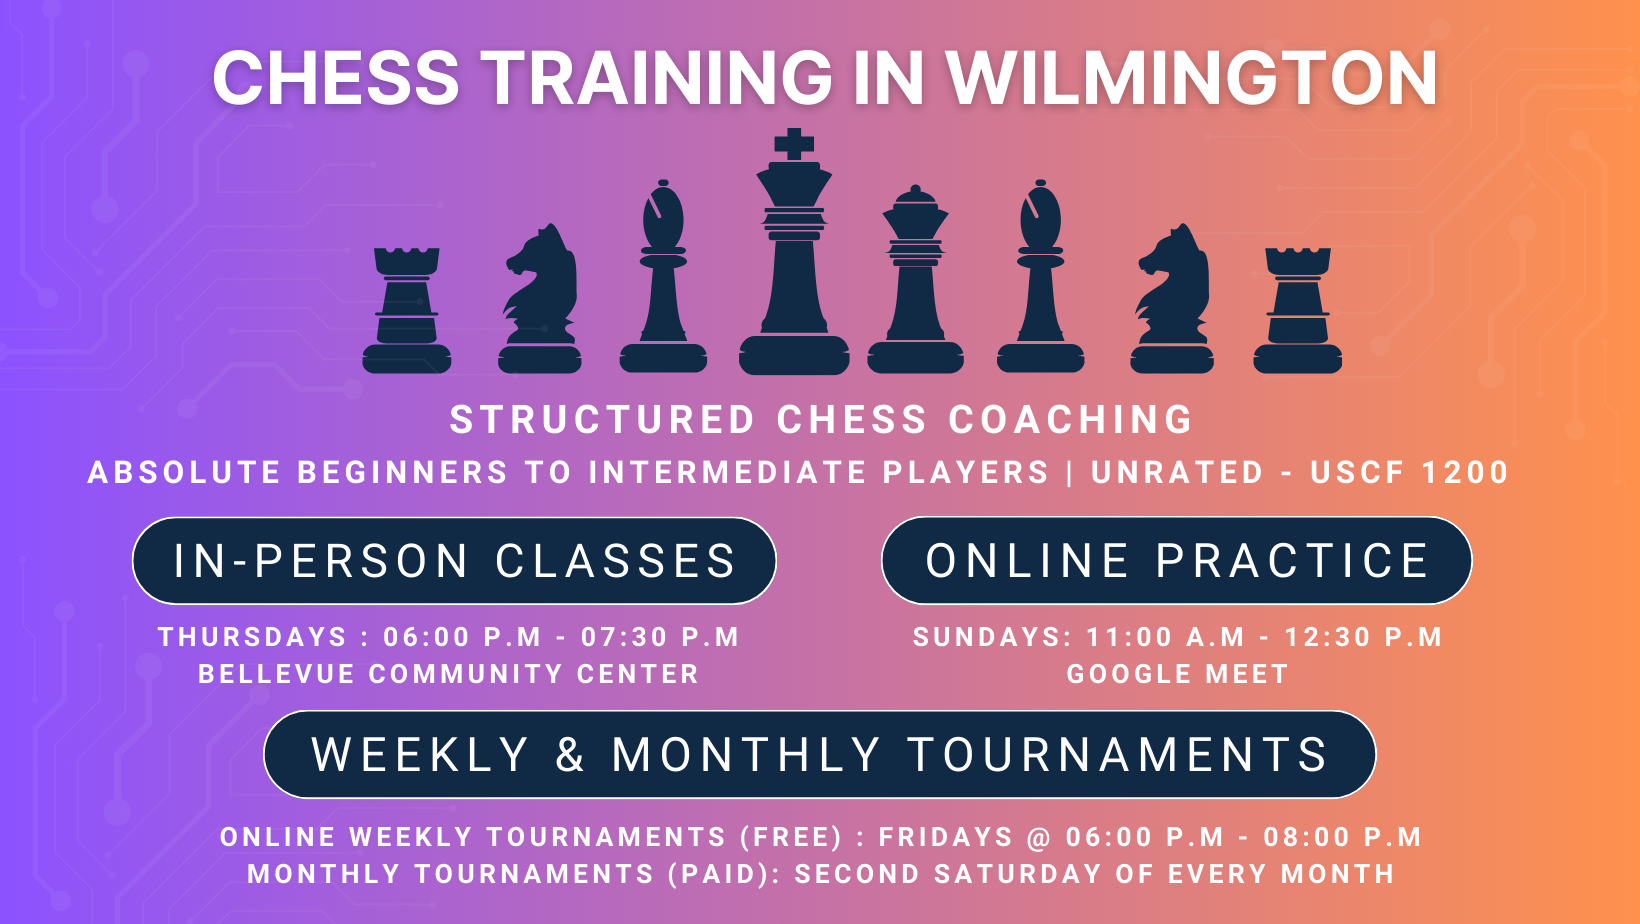 CHESS TRAINING IN WILMINGTON
STRUCTURED CHESS COACHING
ABSOLUTE BEGINNERS TO INTERMEDIATE PLAYERS | UNRATED - USCF 1200
IN-PERSON CLASSES
THURSDAYS : 06:00 P.M - 07:30 P.M
BELLEVUE COMMUNITY CENTER
ONLINE PRACTICE
SUNDAYS: 11:00 A.M - 12:30 P.M
GOOGLE MEET
WEEKLY & MONTHLY TOURNAMENTS
ONLINE WEEKLY TOURNAMENTS (FREE) : FRIDAYS @ 06:00 P.M - 08:00 P.M
MONTHLY TOURNAMENTS (PAID): SECOND SATURDAY OF EVERY MONTH